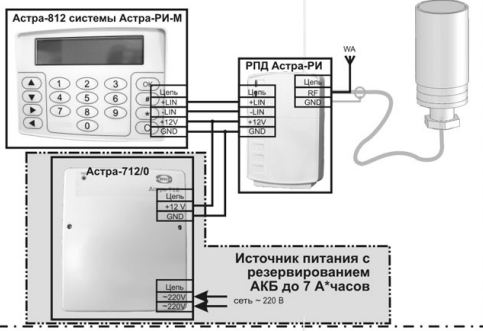 Астра-812 системы Астра-РИ-М
1
2
3
4
5
6
7
8
9
0
OK
#
*
C
Цепь
+LIN
-LIN
+12V
GND
РПД Астра-РИ
Цепь
+LIN
-LIN
+12V
GND
Цепь
RF
GND
WA
Астра-712/0
Цепь
+12 V
GND
Цепь
~220V
~220V
сеть ~ 220 В
Источник питания с
резервированием
АКБ до 7 А*часов